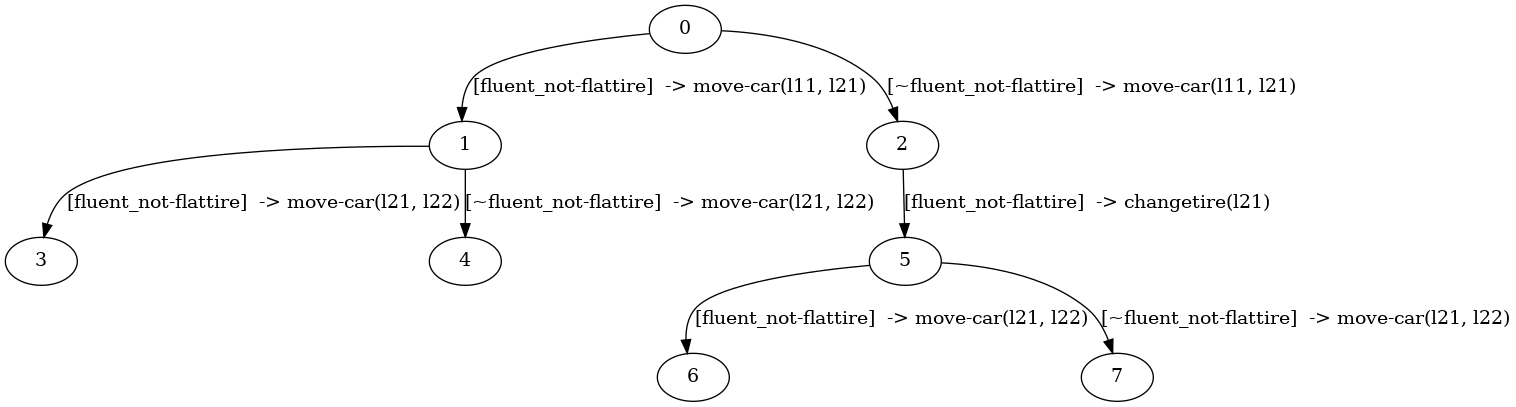 0
[fluent_not-flattire]  -> move-car(l11, l21)
[~fluent_not-flattire]  -> move-car(l11, l21)
1
2
[fluent_not-flattire]  -> move-car(l21, l22)
[~fluent_not-flattire]  -> move-car(l21, l22)
[fluent_not-flattire]  -> changetire(l21)
3
4
5
[fluent_not-flattire]  -> move-car(l21, l22)
[~fluent_not-flattire]  -> move-car(l21, l22)
6
7